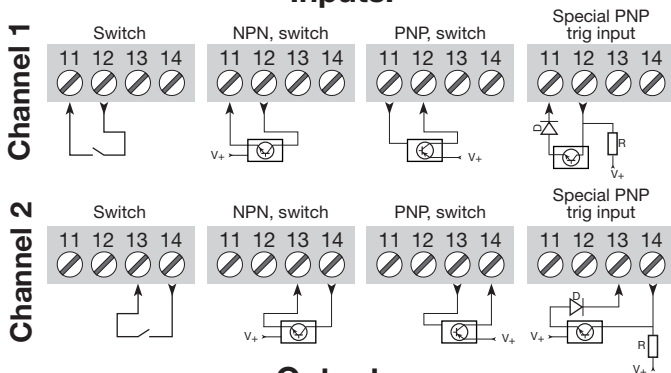 Inputs:
Channel 1
Switch
NPN, switch
PNP, switch
Special PNP
trig input
11 12 13 14
11 12 13 14
11 12 13 14
11 12 13 14
V+
V+
D
R
V+
Channel 2
Switch
NPN, switch
PNP, switch
Special PNP
trig input
11 12 13 14
11 12 13 14
11 12 13 14
11 12 13 14
V+
V+
D
V+
R
V+